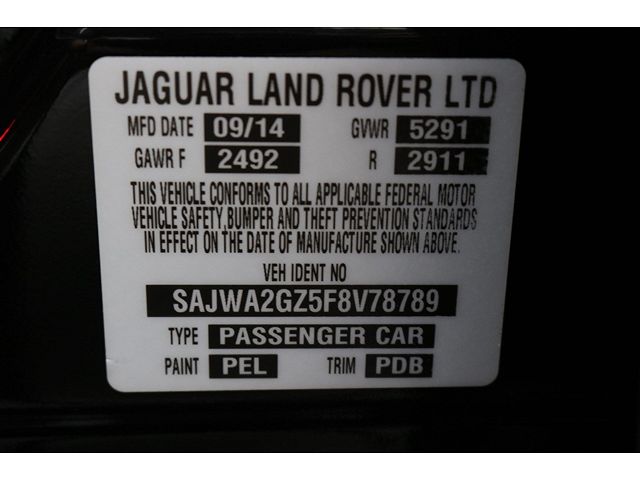 JAGUAR LAND ROVER LTD
MFD DATE 09/14 GVWR 5291
GAWR F 2492 R 2911
THIS VEHICLE CONFORMS TO ALL APPLICABLE FEDERAL MOTOR
VEHICLE SAFETY,BUMPER AND THEFT PREVENTION STANDARDS
IN EFFECT ON THE DATE OF MANUFACTURE SHOWN ABOVE.
VEH IDENT NO
SAJWA2GZ5F8V78789
TYPE PASSENGER CAR
PAINT PEL TRIM PDB